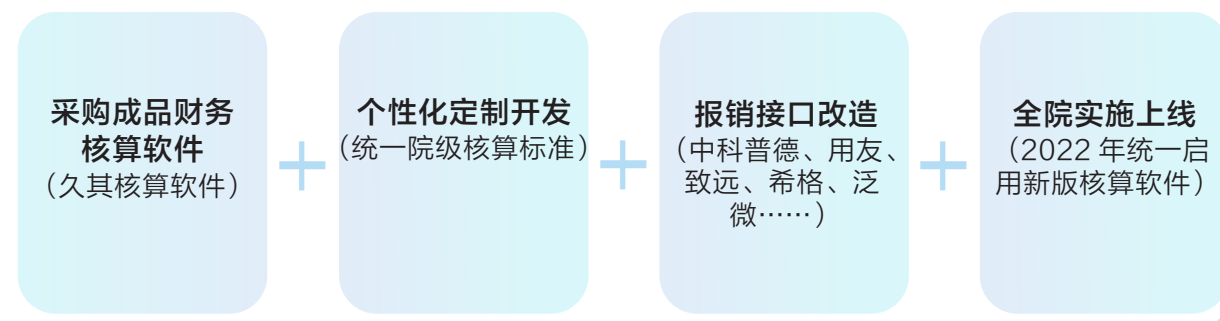 采购成品财务
核算软件
（久其核算软件）
个性化定制开发
（统一院级核算标准）
报销接口改造
（中科普德、用友、
致远、希格、泛
微……）
全院实施上线
（2022 年统一启
用新版核算软件）